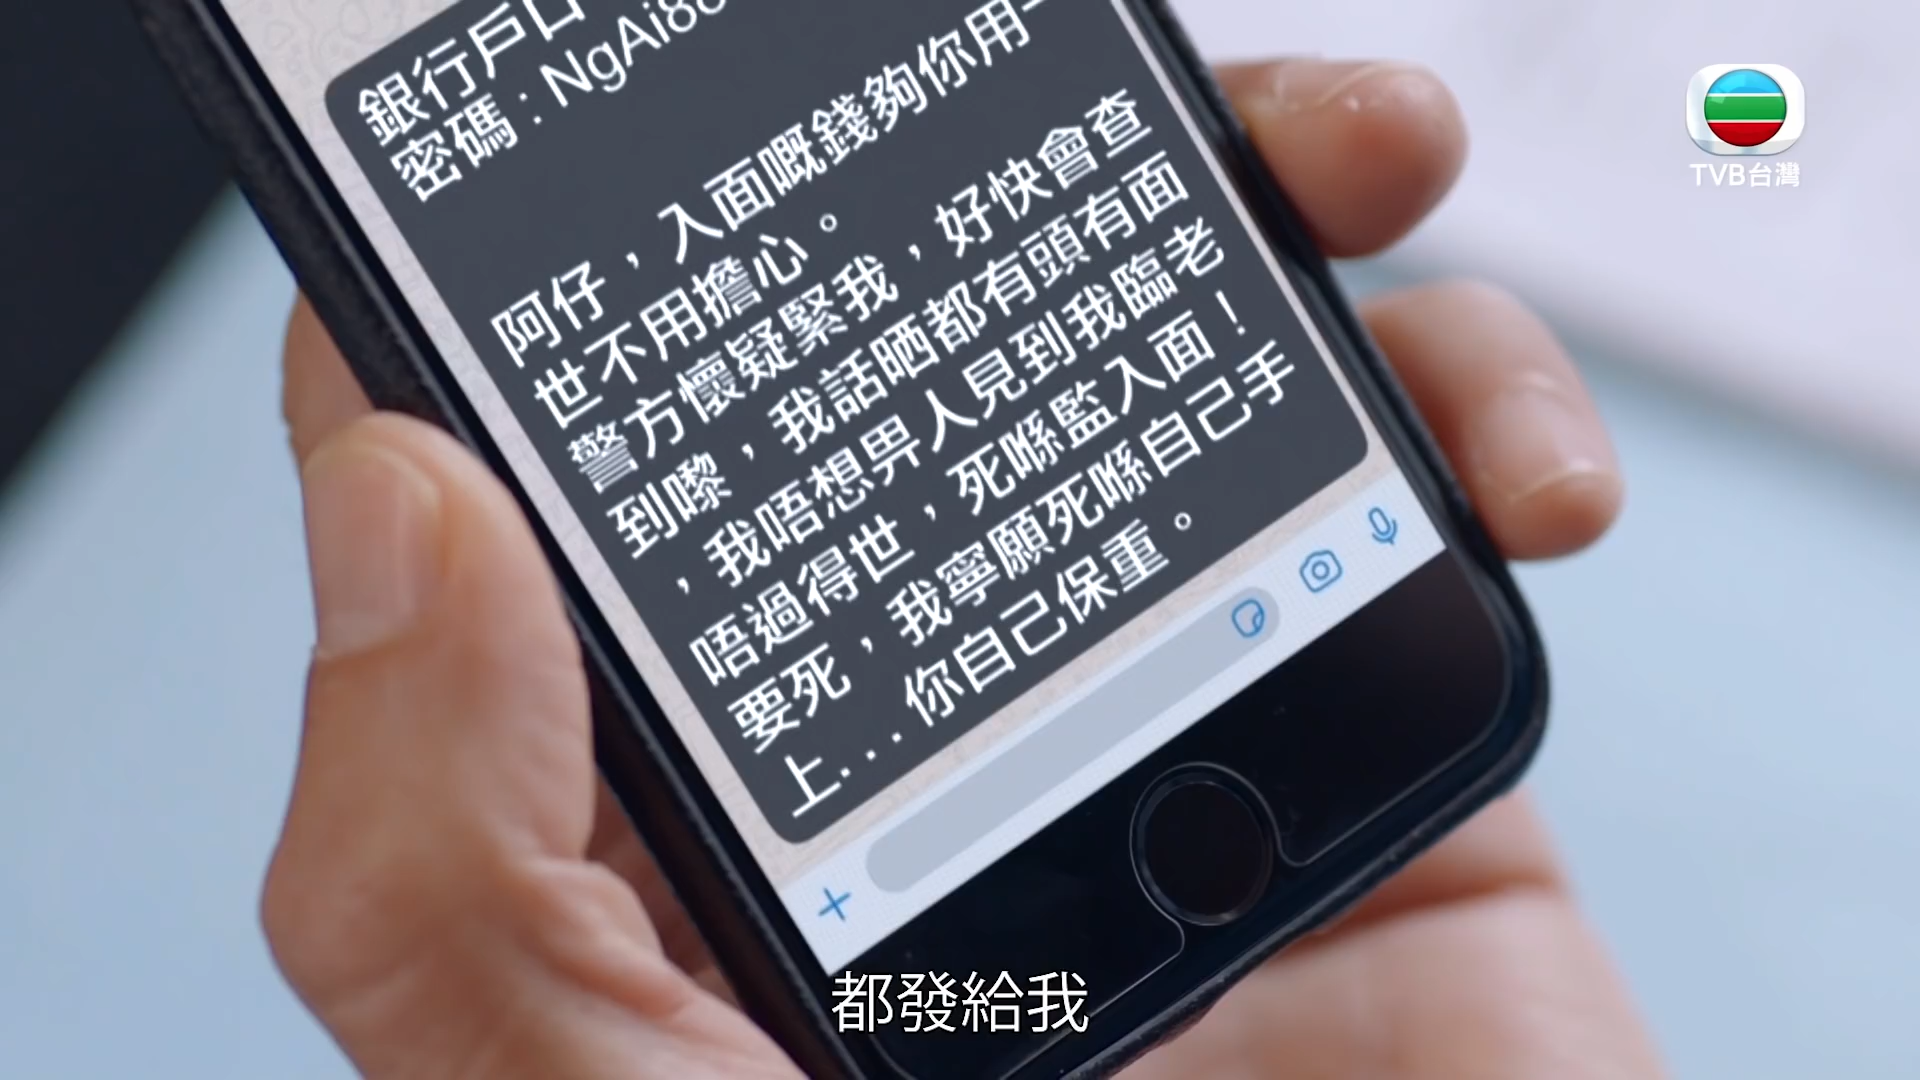 銀行戶口
密碼：NgAi88
阿仔，入面嘅錢夠你用一
世不用擔心。
警方懷疑緊我，好快會查
到嚟，我話晒都有頭有面
，我唔想畀人見到我臨老
唔過得世，死喺監入面！
要死，我寧願死喺自己手
上...你自己保重。
TVB台灣
都發給我